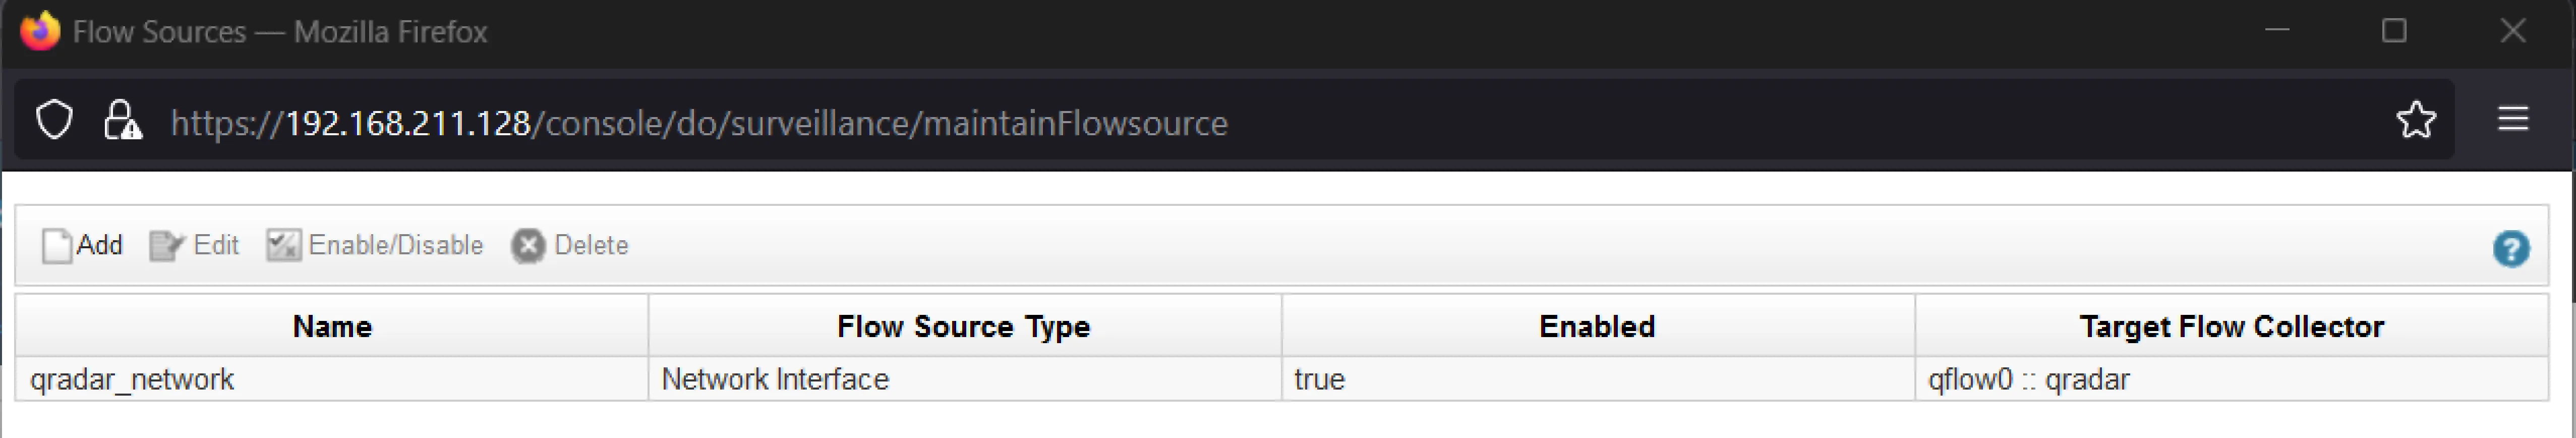 Flow Sources — Mozilla Firefox
https://192.168.211.128/console/do/surveillance/maintainFlowsource
Add Edit Enable/Disable Delete ?
Name Flow Source Type Enabled Target Flow Collector
qradar_network Network Interface true qflow0 :: qradar